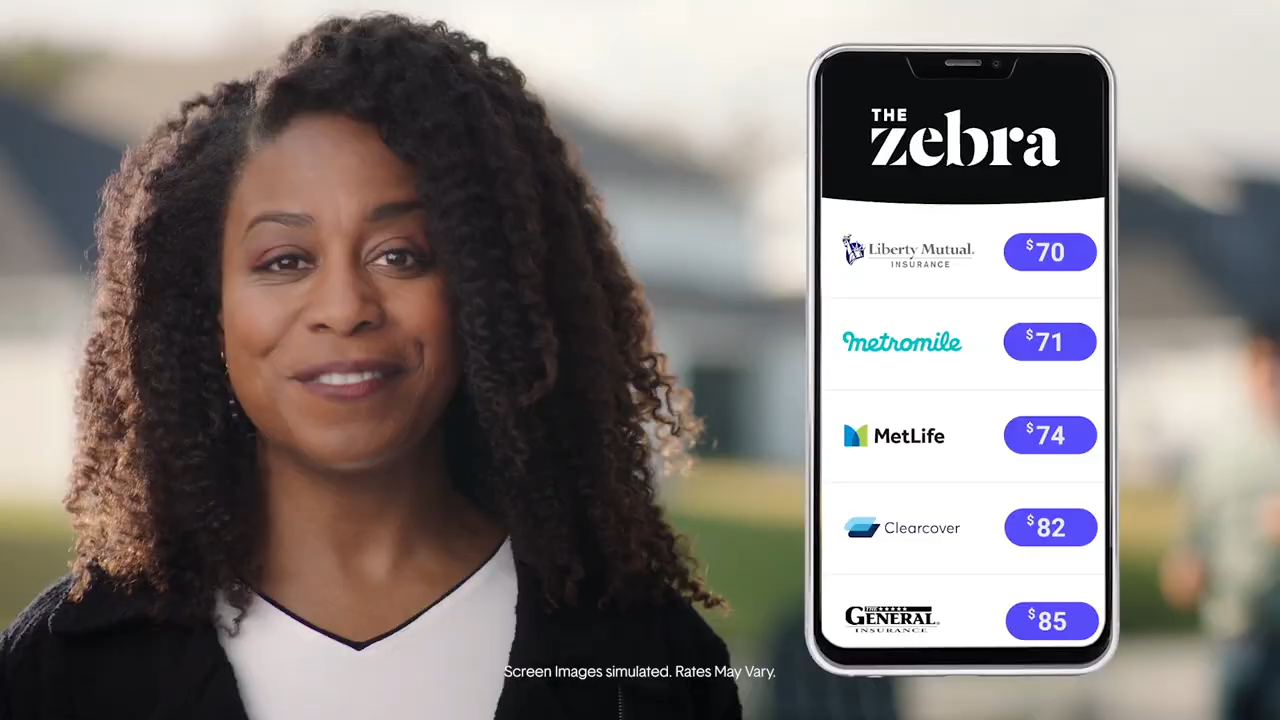 THE
zebra
Liberty Mutual.
INSURANCE
$70
metromile
$71
MetLife
$74
Clearcover
$82
THE
GENERAL®
INSURANCE
$85
Screen Images simulated. Rates May Vary.